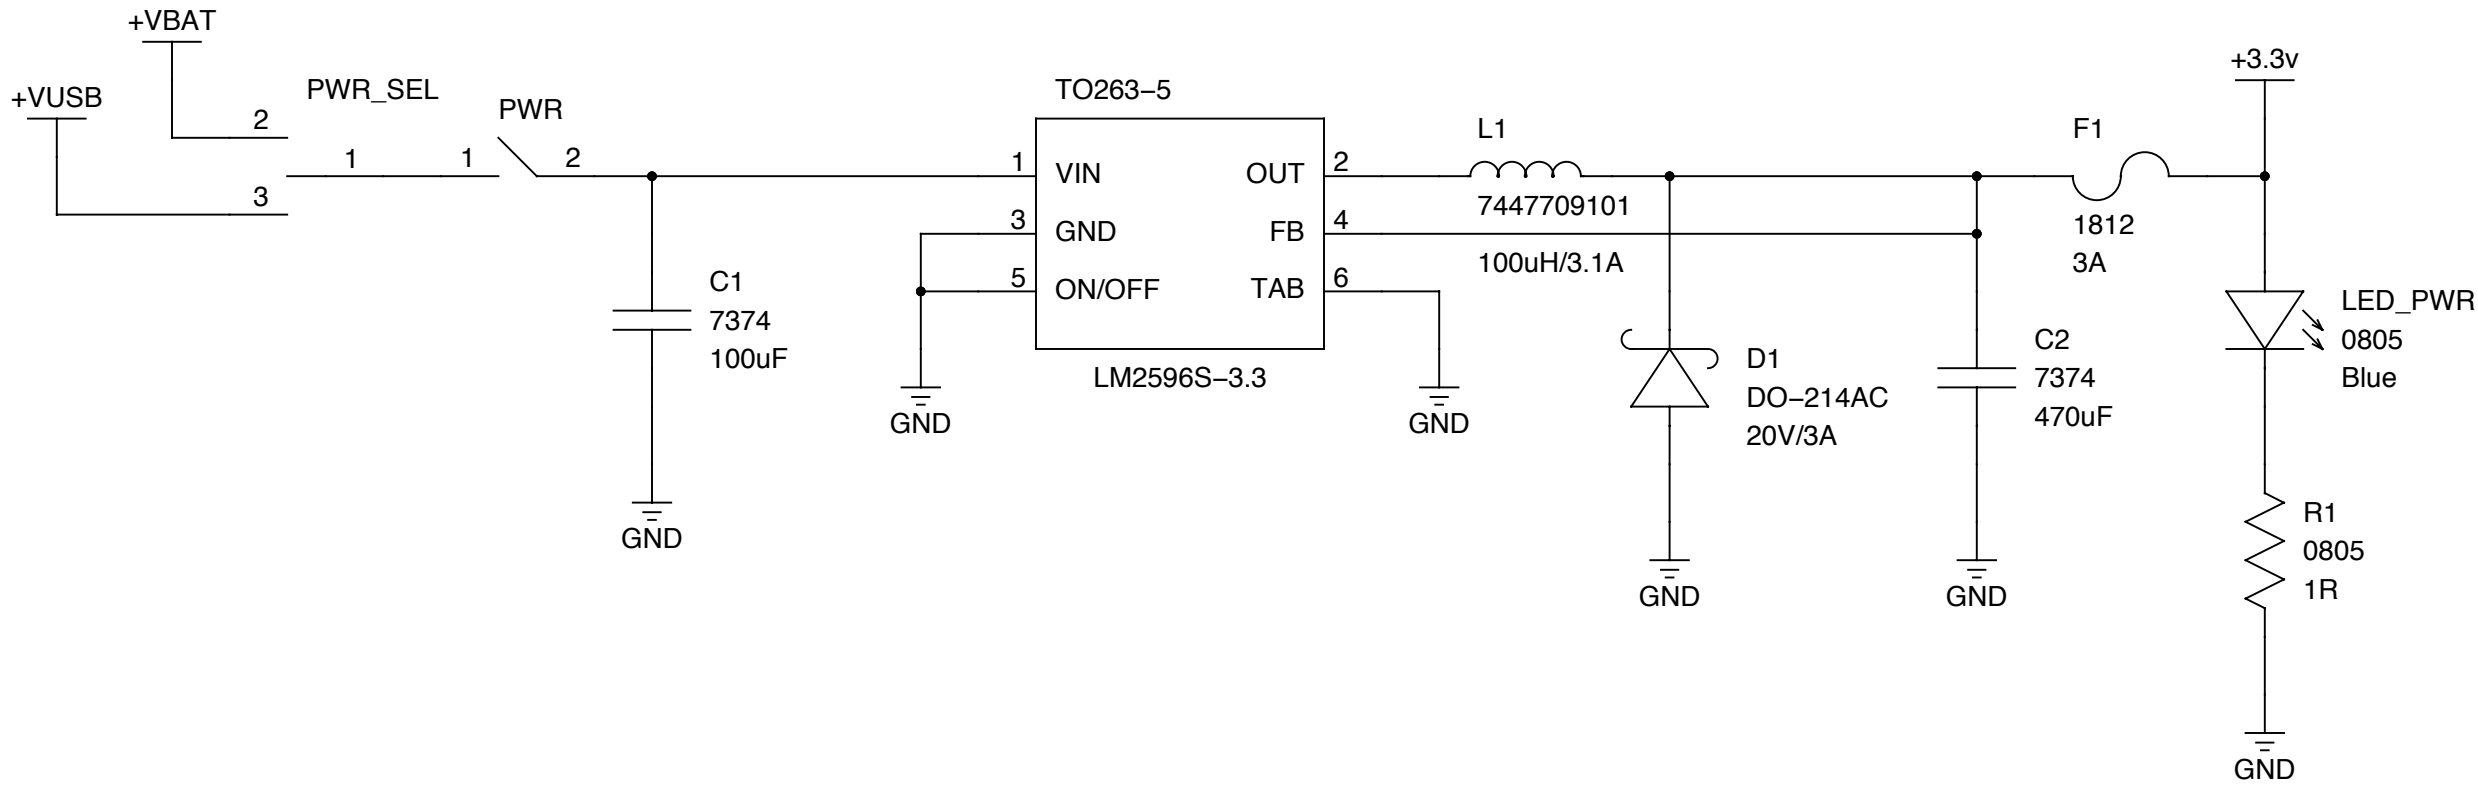 +VBAT
+VUSB
PWR_SEL
2
1
3
PWR
1
2
C1
7374
100uF
GND
TO263−5
1
VIN
3
GND
5
ON/OFF
OUT
2
FB
4
TAB
6
LM2596S−3.3
GND
GND
L1
7447709101
100uH/3.1A
D1
DO−214AC
20V/3A
GND
C2
7374
470uF
GND
F1
1812
3A
+3.3v
LED_PWR
0805
Blue
R1
0805
1R
GND